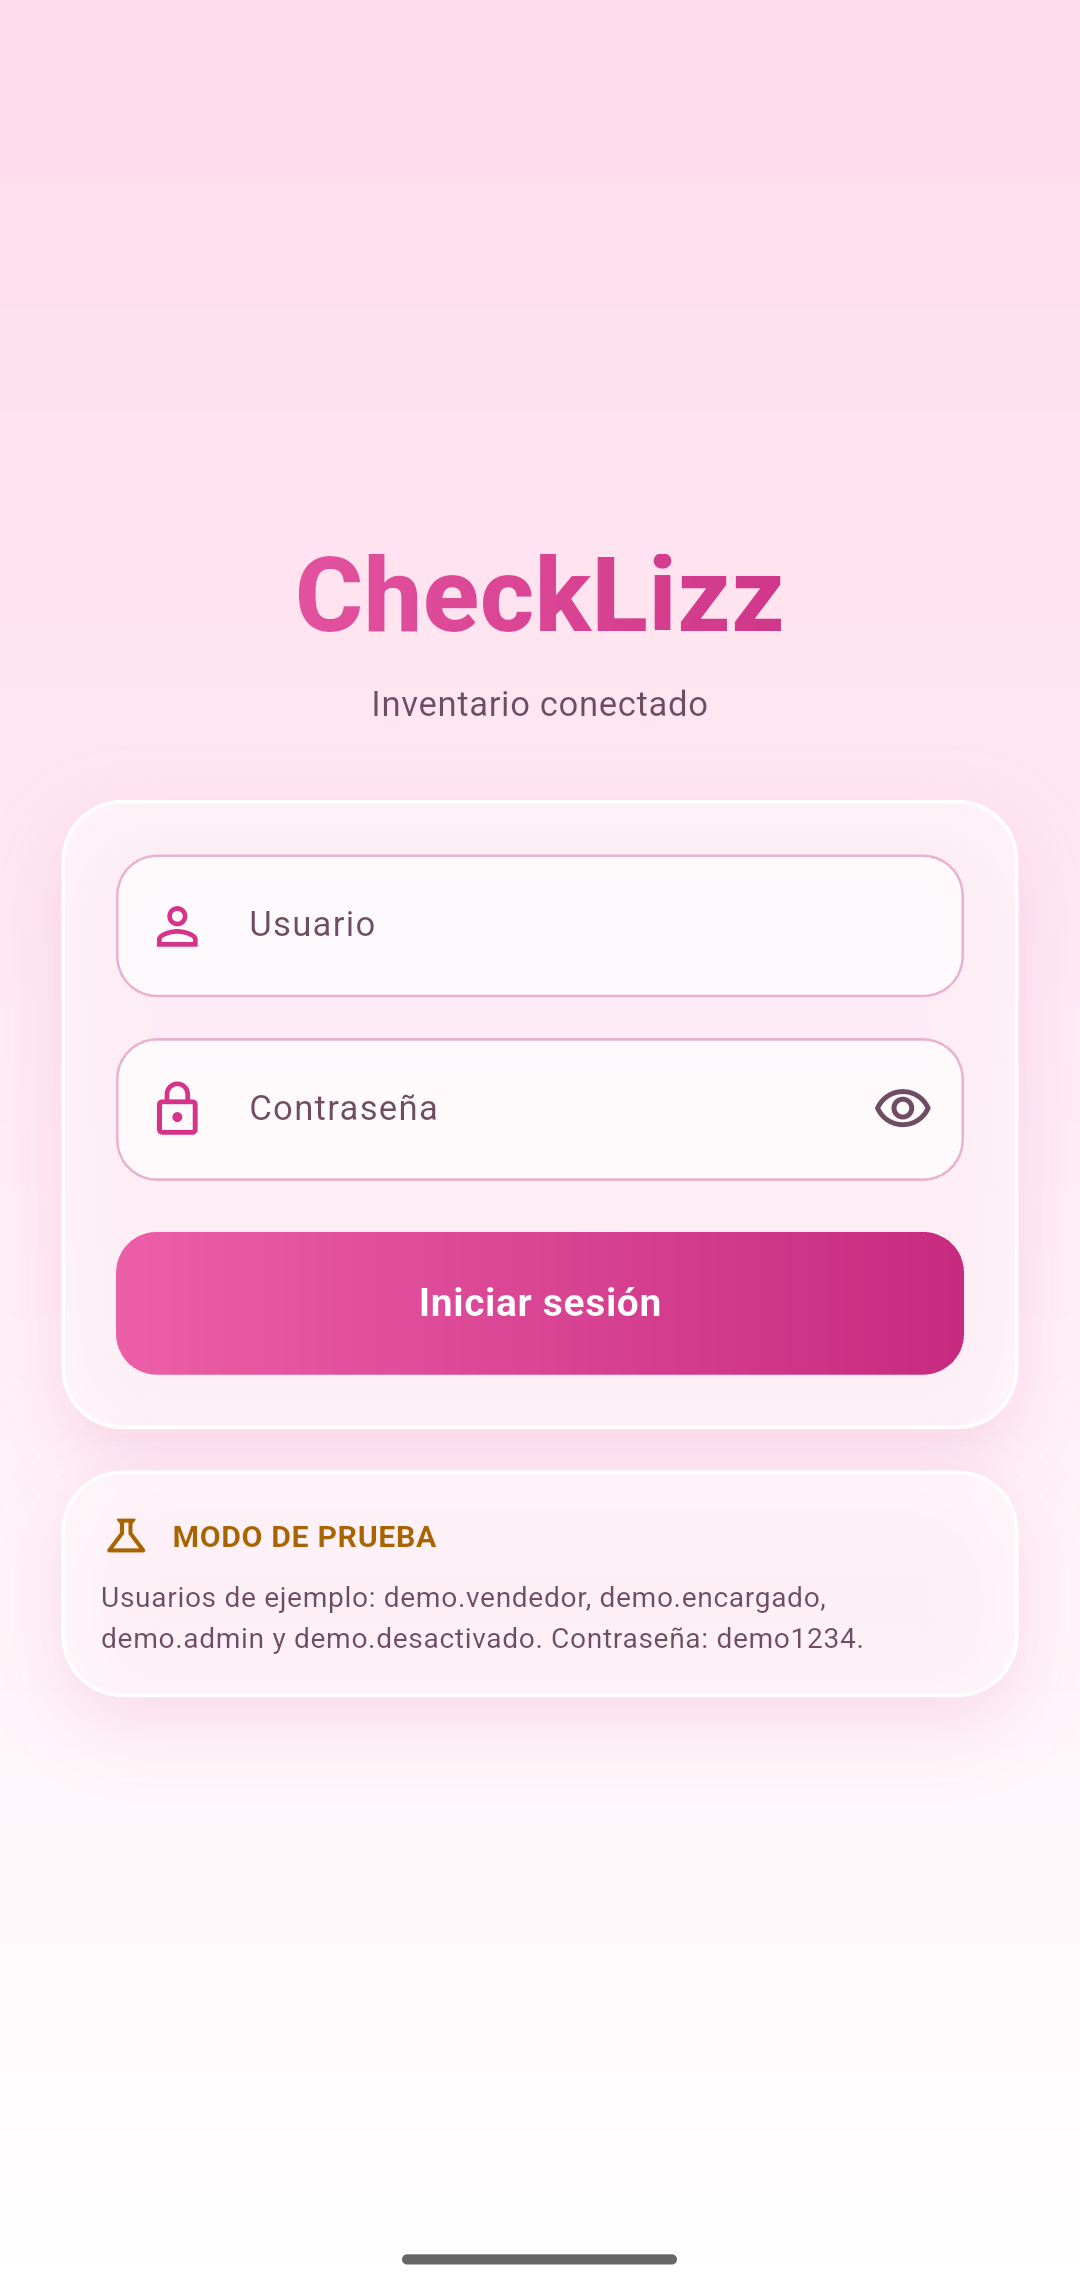 CheckLizz
Inventario conectado
Usuario
Contraseña
Iniciar sesión
MODO DE PRUEBA
Usuarios de ejemplo: demo.vendedor, demo.encargado,
demo.admin y demo.desactivado. Contraseña: demo1234.